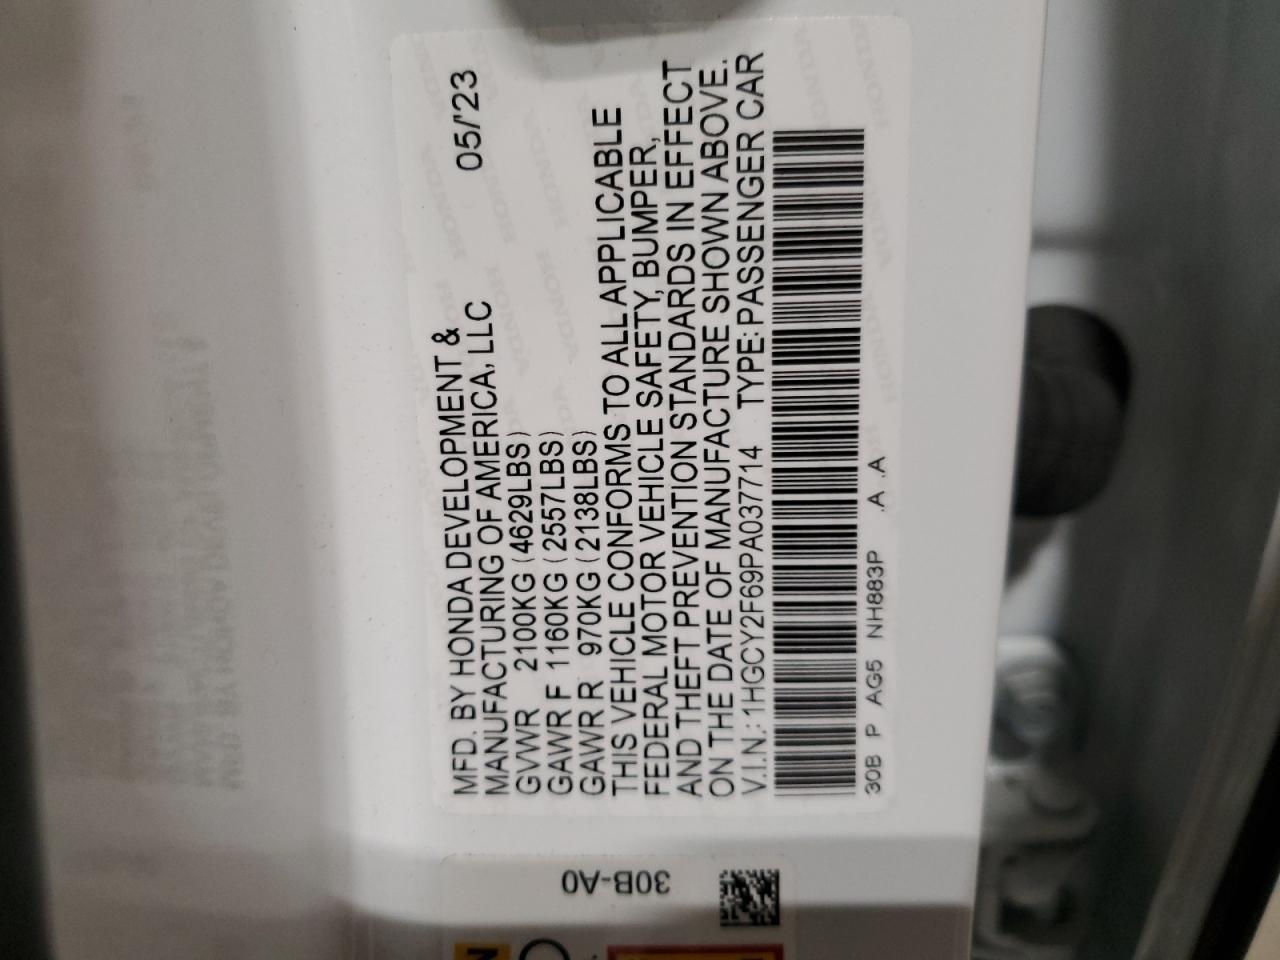 MFD. BY HONDA DEVELOPMENT & 05/'23
MANUFACTURING OF AMERICA, LLC
GVWR 2100KG (4629LBS)
GAWR F 1160KG (2557LBS)
GAWR R 970KG (2138LBS)
THIS VEHICLE CONFORMS TO ALL APPLICABLE
FEDERAL MOTOR VEHICLE SAFETY, BUMPER,
AND THEFT PREVENTION STANDARDS IN EFFECT
ON THE DATE OF MANUFACTURE SHOWN ABOVE.
V.I.N.: 1HGCY2F69PA037714 TYPE: PASSENGER CAR
30B P AG5 NH883P .A .A
30B-A0